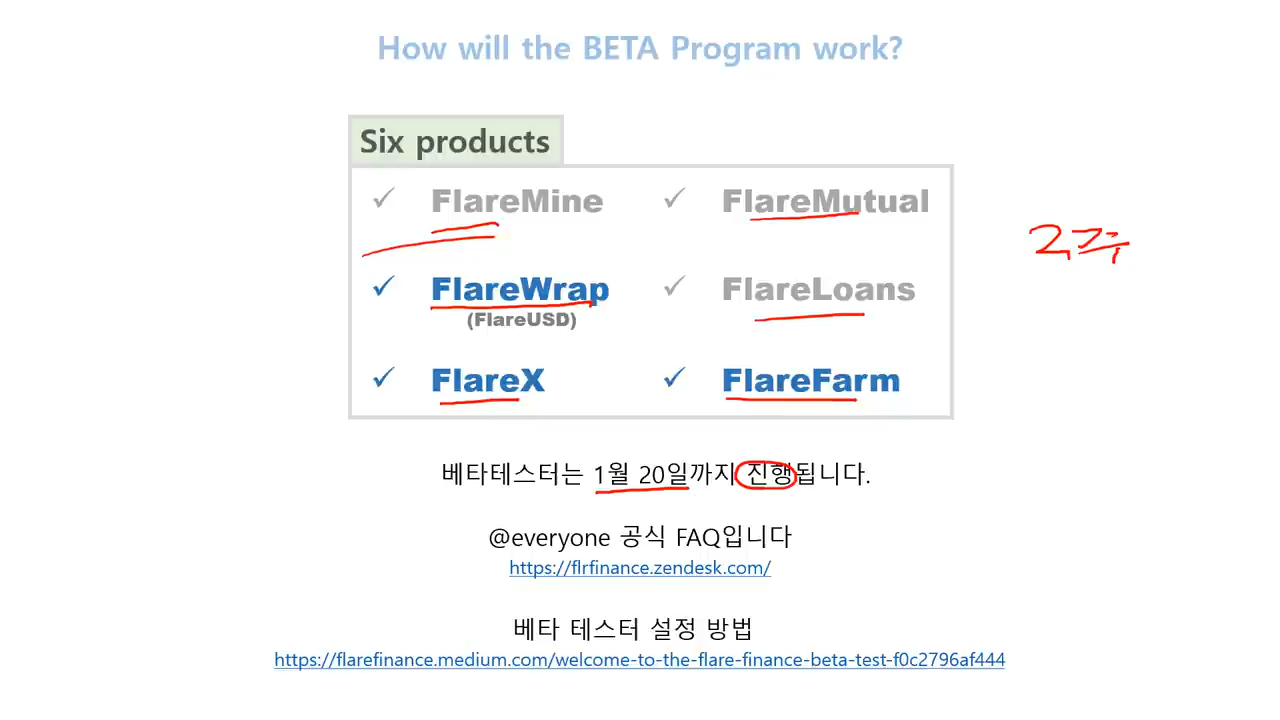 How will the BETA Program work?
Six products
✓ FlareMine ✓ FlareMutual
2주
✓ FlareWrap ✓ FlareLoans
(FlareUSD)
✓ FlareX ✓ FlareFarm
베타테스터는 1월 20일까지 진행됩니다.
@everyone 공식 FAQ입니다
https://flrfinance.zendesk.com/
베타 테스터 설정 방법
https://flarefinance.medium.com/welcome-to-the-flare-finance-beta-test-f0c2796af444